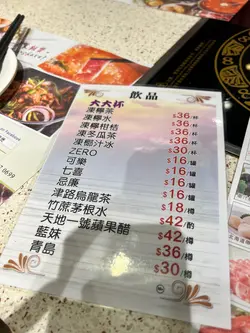 飲品
大大杯
凍檸茶 $36/杯
凍檸水 $36/杯
凍檸柑桔 $36/杯
凍冬瓜茶 $36/杯
凍椰汁冰 $36/杯
ZERO $30/杯
可樂 $16/罐
七喜 $16/罐
忌廉 $16/罐
津路烏龍茶 $16/罐
竹蔗茅根水 $18/樽
天地一號蘋果醋 $42/酌
藍妹 $42/樽
青島 $36/樽
$30/樽